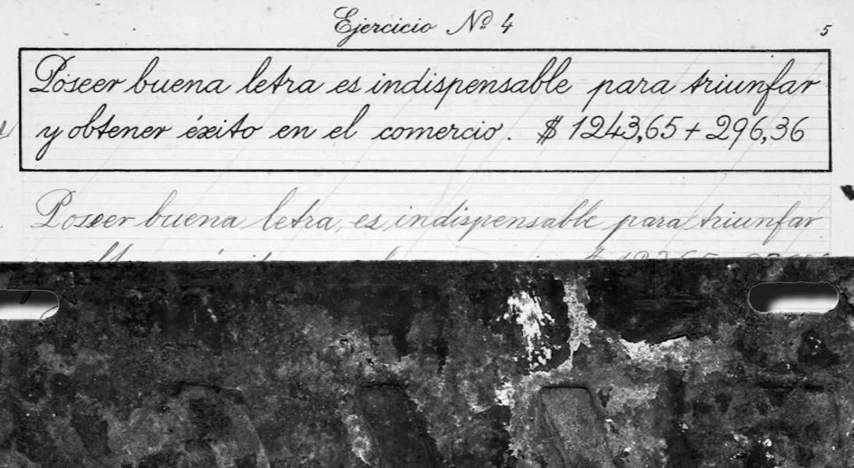 Ejercicio Nº 4
5
Poseer buena letra es indispensable para triunfar
y obtener éxito en el comercio. $ 1243,65 + 296,36
Poseer buena letra, es indispensable para triunfar